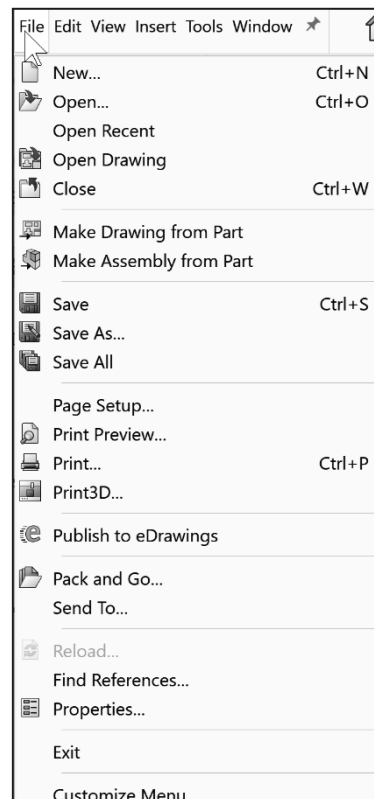 File Edit View Insert Tools Window
New... Ctrl+N
Open... Ctrl+O
Open Recent
Open Drawing
Close Ctrl+W
Make Drawing from Part
Make Assembly from Part
Save Ctrl+S
Save As...
Save All
Page Setup...
Print Preview...
Print... Ctrl+P
Print3D...
Publish to eDrawings
Pack and Go...
Send To...
Reload...
Find References...
Properties...
Exit
Customize Menu